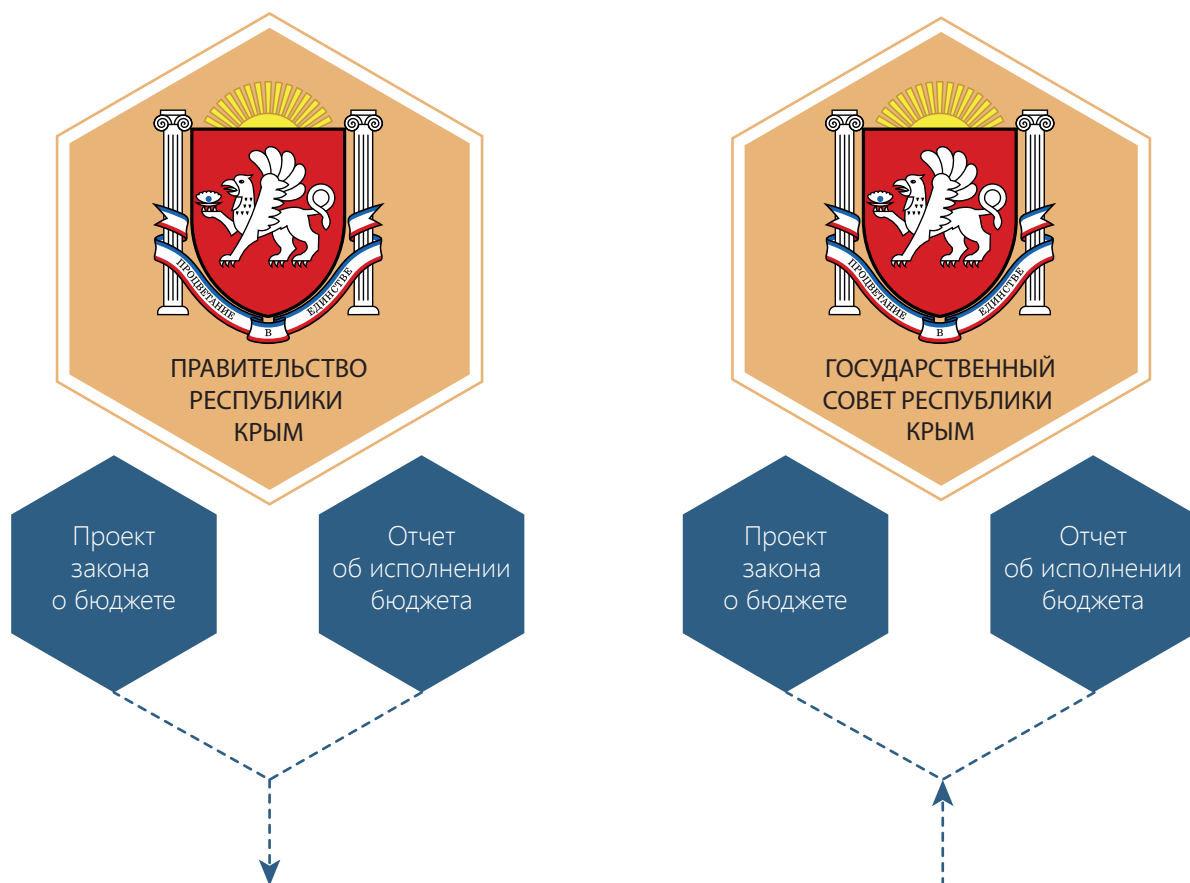 ПРОЦВЕТАНИЕ В ЕДИНСТВЕ
ПРАВИТЕЛЬСТВО
РЕСПУБЛИКИ
КРЫМ
Проект
закона
о бюджете
Отчет
об исполнении
бюджета
ПРОЦВЕТАНИЕ В ЕДИНСТВЕ
ГОСУДАРСТВЕННЫЙ
СОВЕТ РЕСПУБЛИКИ
КРЫМ
Проект
закона
о бюджете
Отчет
об исполнении
бюджета